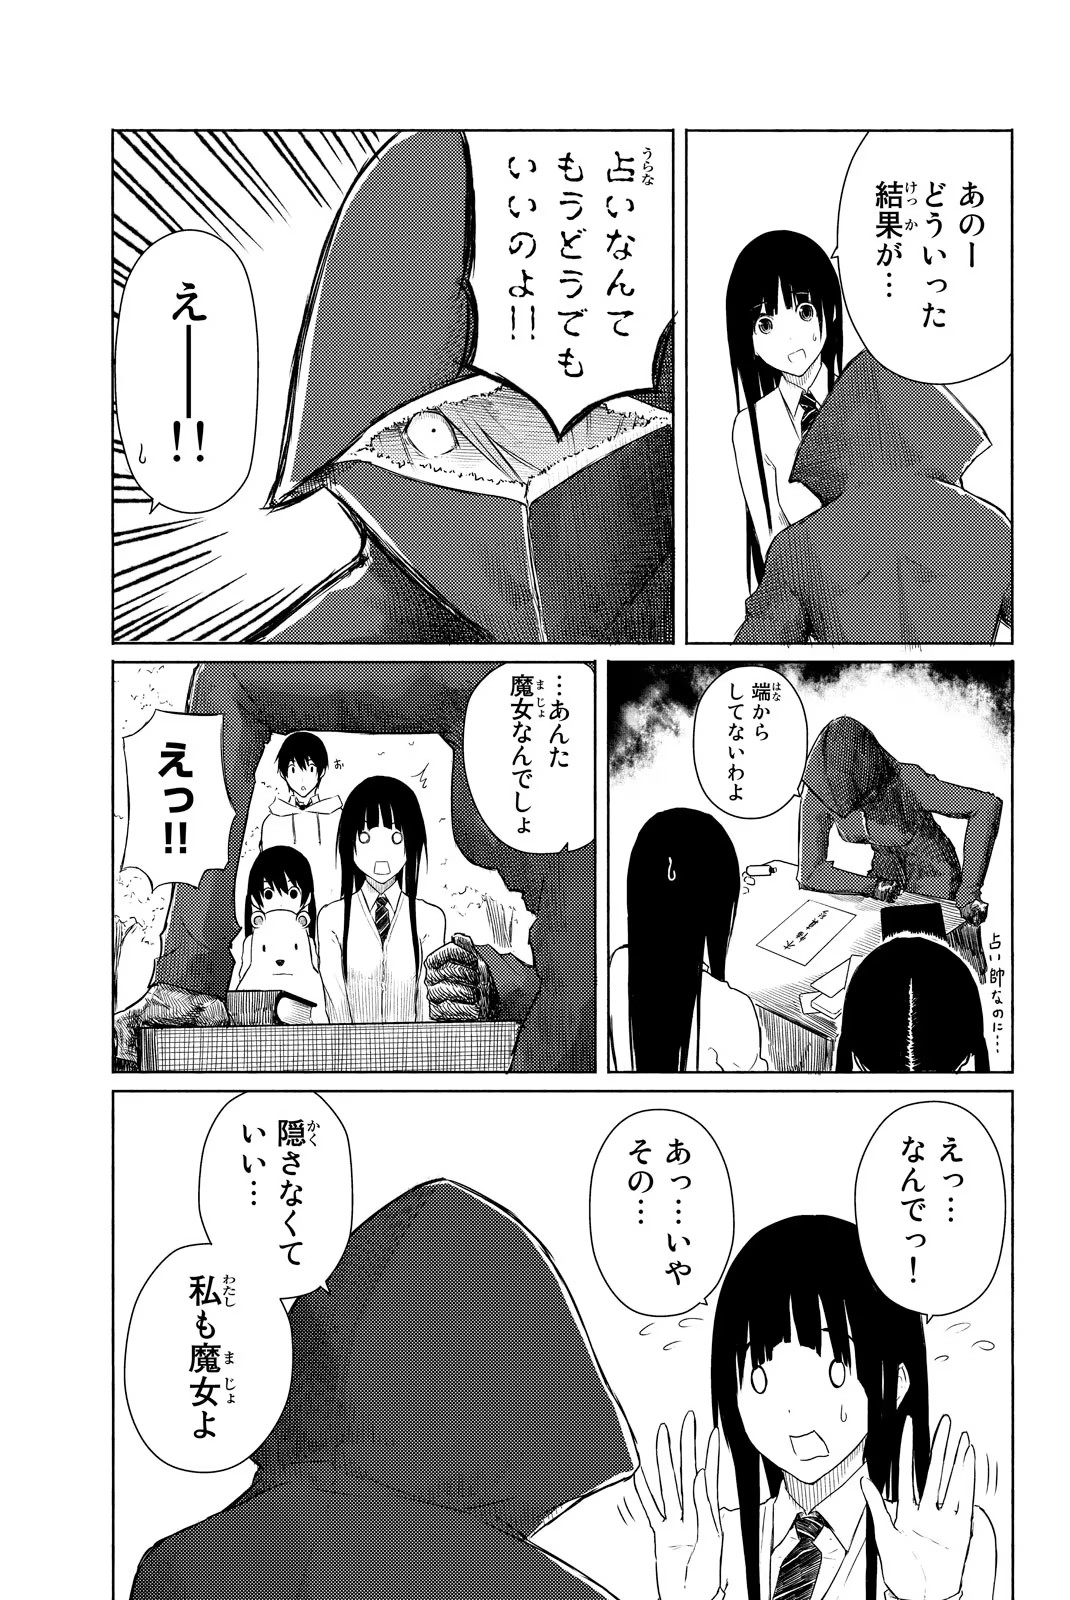 あのー
どういった
結果が…
占いなんて
もうどうでも
いいのよ!!
えーー!!
端から
してないわよ
占い師なのに…
…あんた
魔女なんでしょ
お
えっ!!
えっ…
なんでっ!
あっ…いや
その…
隠さなくて
いい…
私も魔女よ